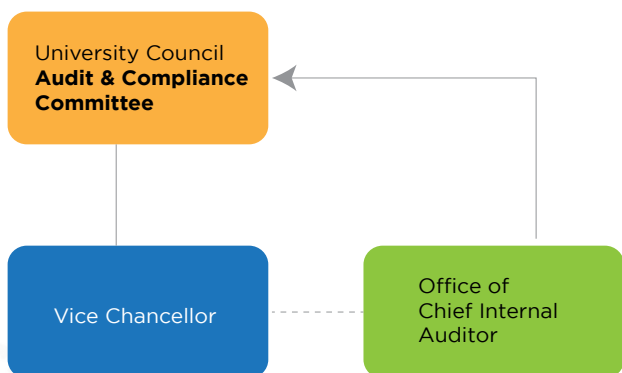 University Council
Audit & Compliance
Committee
Vice Chancellor
Office of
Chief Internal
Auditor